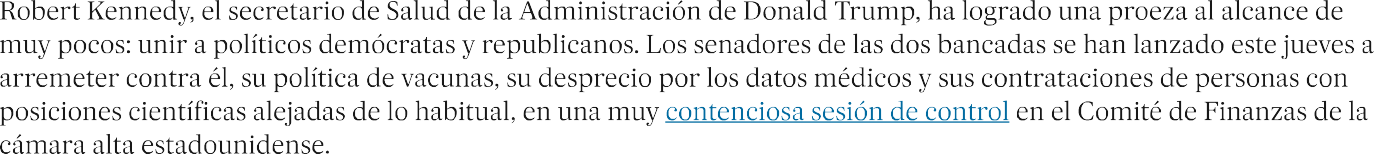 Robert Kennedy, el secretario de Salud de la Administración de Donald Trump, ha logrado una proeza al alcance de
muy pocos: unir a políticos demócratas y republicanos. Los senadores de las dos bancadas se han lanzado este jueves a
arremeter contra él, su política de vacunas, su desprecio por los datos médicos y sus contrataciones de personas con
posiciones científicas alejadas de lo habitual, en una muy contenciosa sesión de control en el Comité de Finanzas de la
cámara alta estadounidense.